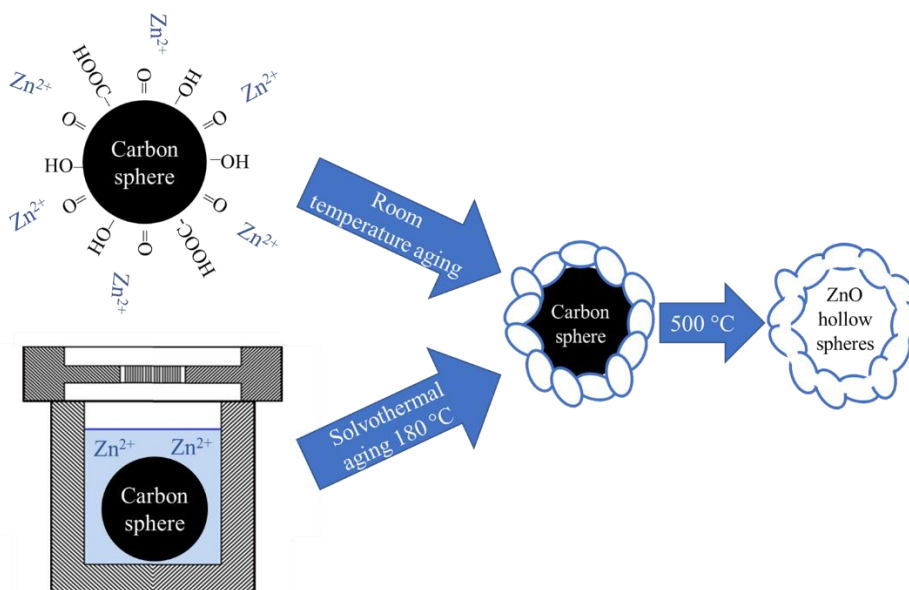 Zn²⁺
Zn²⁺
Zn²⁺
HOOC
O
OH
O
O
Carbon
sphere
HO
OH
O
O
Zn²⁺
Zn²⁺
HO
O
HOOC
Zn²⁺
Room
temperature aging
Zn²⁺ Zn²⁺
Carbon
sphere
Solvothermal
aging 180 °C
Carbon
sphere
500 °C
ZnO
hollow
spheres